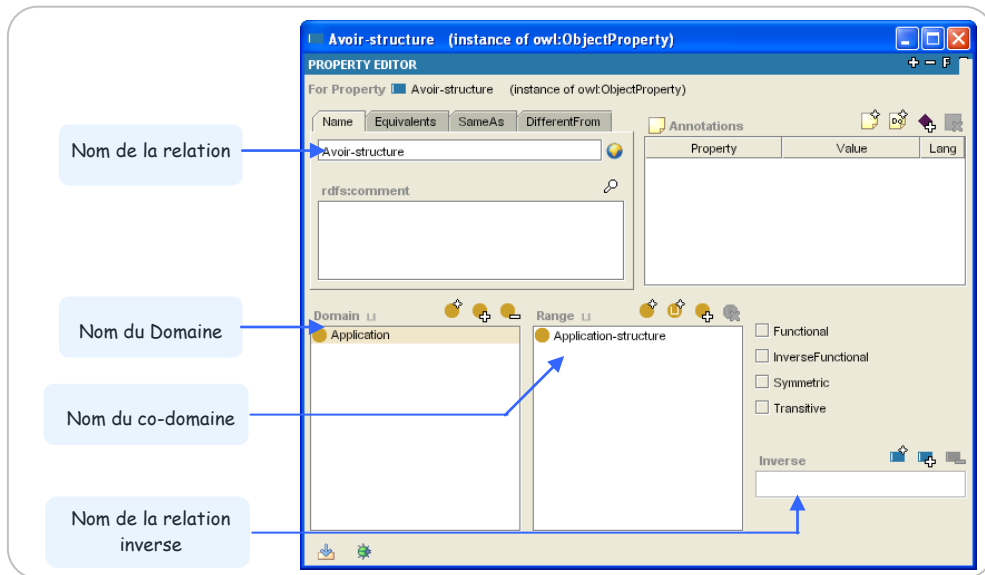 Avoir-structure (instance of owl:ObjectProperty)
PROPERTY EDITOR
For Property Avoir-structure (instance of owl:ObjectProperty)
Name Equivalents SameAs DifferentFrom
Annotations
Property Value Lang
Nom de la relation
Avoir-structure
rdfs:comment
Domain
Range
Nom du Domaine
Application
Application-structure
Functional
InverseFunctional
Symmetric
Transitive
Nom du co-domaine
Inverse
Nom de la relation
inverse